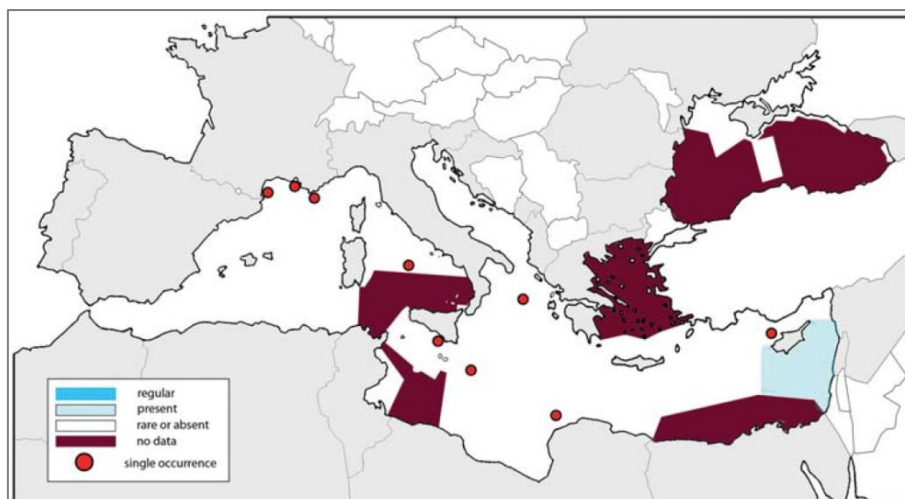 regular
present
rare or absent
no data
single occurrence